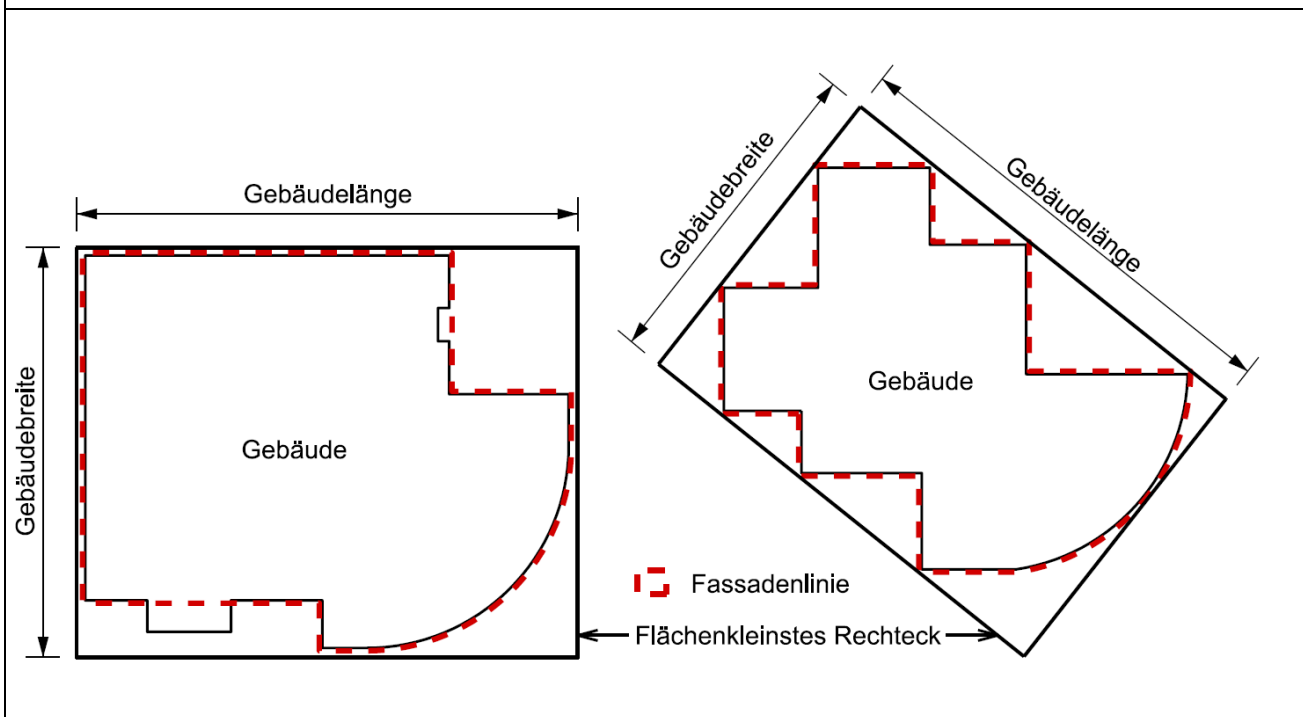 Gebäudelänge
Gebäudebreite
Gebäude
Gebäudebreite
Gebäudelänge
Gebäude
Fassadenlinie
Flächenkleinstes Rechteck